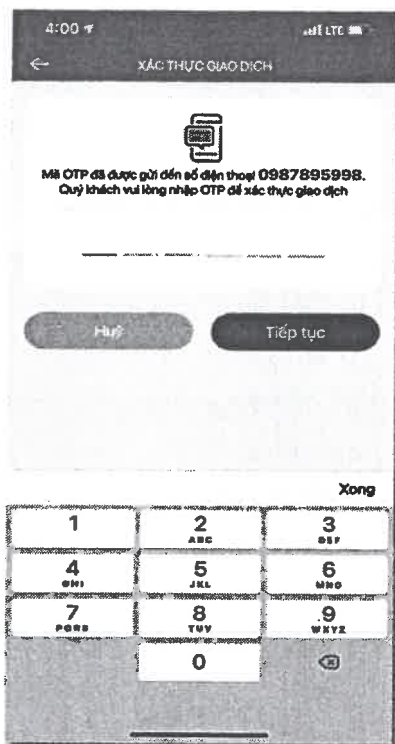 4:00
LTE
XÁC THỰC GIAO DỊCH
Mã OTP đã được gửi đến số điện thoại 0987895998.
Quý khách vui lòng nhập OTP để xác thực giao dịch
Huỷ
Tiếp tục
Xong
1
2
ABC
3
DEF
4
GHI
5
JKL
6
MNO
7
PQRS
8
TUV
9
WXYZ
0